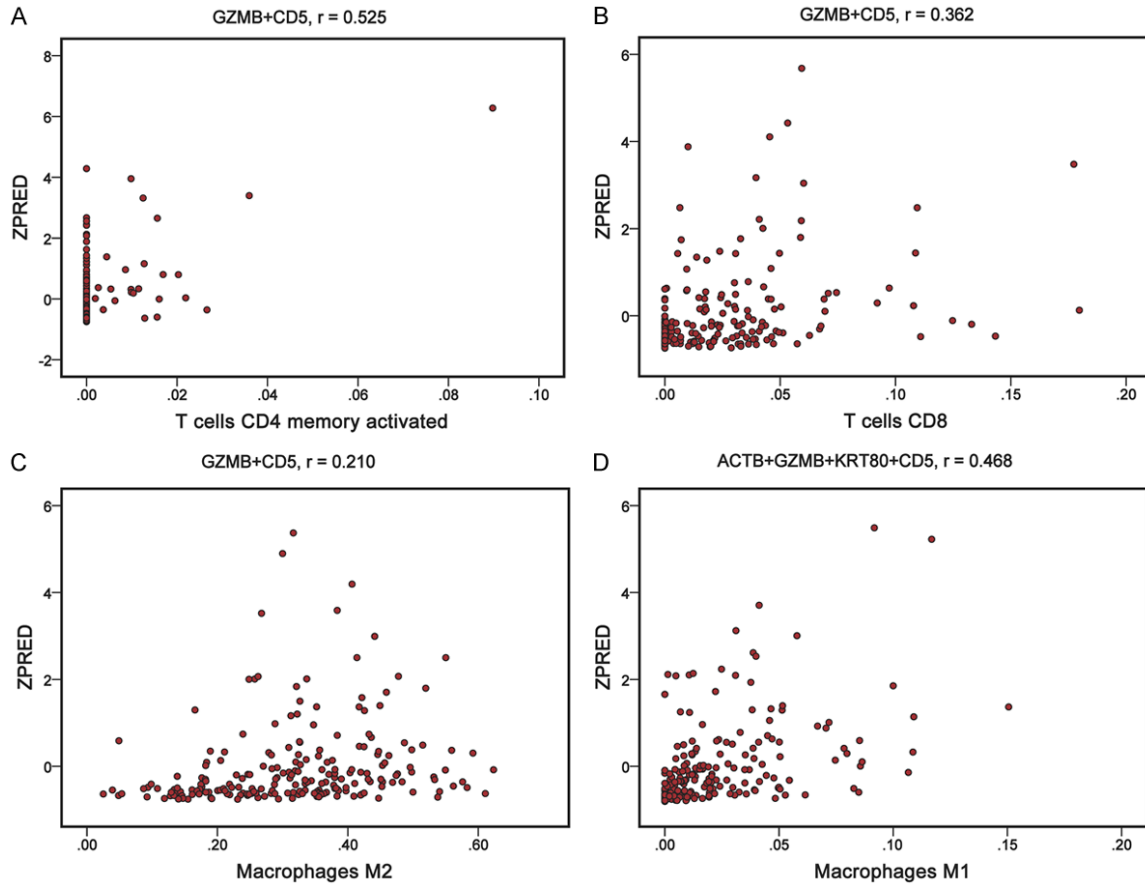 A
GZMB+CD5, r = 0.525
ZPRED
8
6
4
2
0
-2
.00 .02 .04 .06 .08 .10
T cells CD4 memory activated
B
GZMB+CD5, r = 0.362
ZPRED
6
4
2
0
.00 .05 .10 .15 .20
T cells CD8
C
GZMB+CD5, r = 0.210
ZPRED
6
4
2
0
.00 .20 .40 .60
Macrophages M2
D
ACTB+GZMB+KRT80+CD5, r = 0.468
ZPRED
6
4
2
0
.00 .05 .10 .15 .20
Macrophages M1